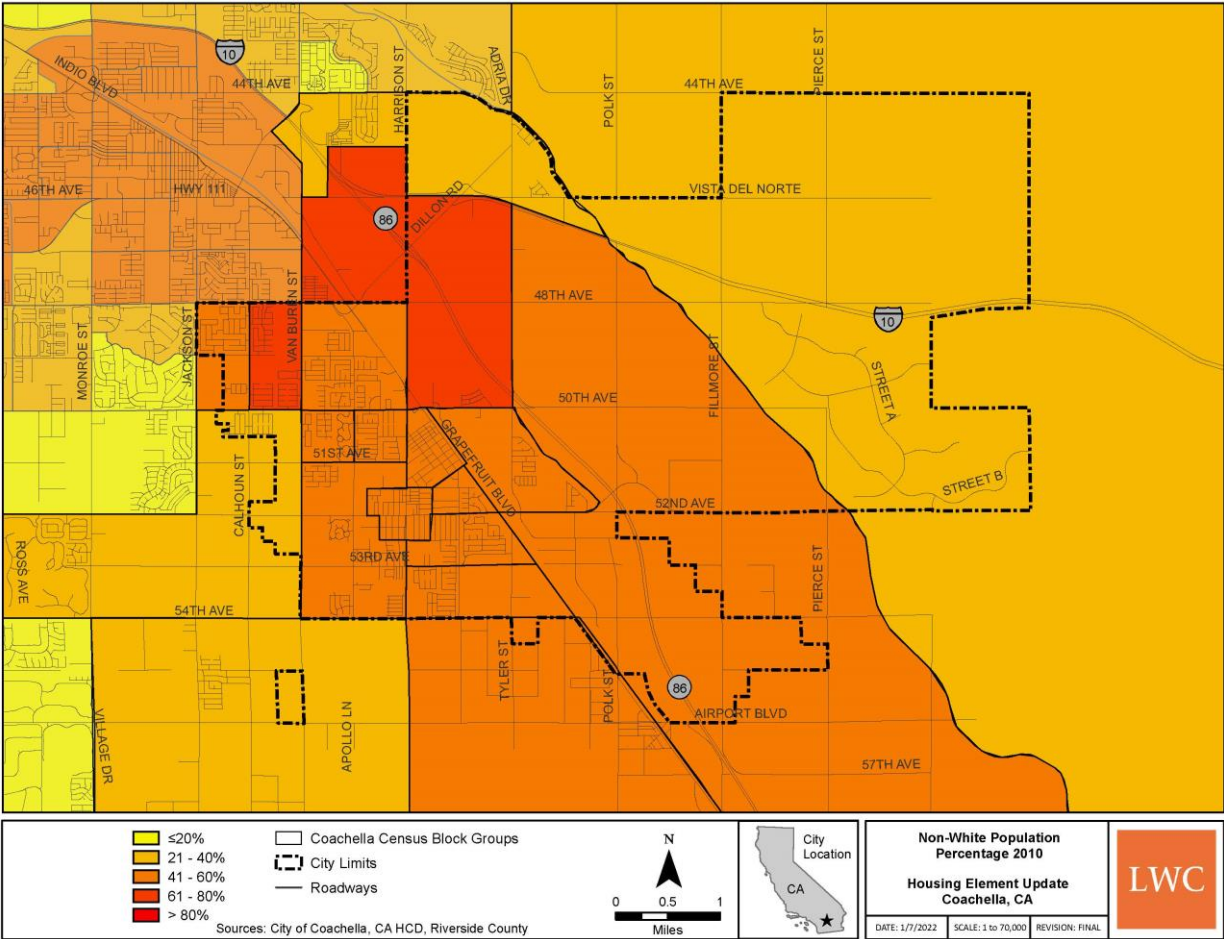 10
INDIO BLVD
44TH AVE
HARRISON ST
ADRIA DR
POLK ST
44TH AVE
PIERCE ST
46TH AVE
HWY 111
86
DILLON RD
VISTA DEL NORTE
MONROE ST
JACKSON ST
VAN BUREN ST
48TH AVE
10
FILLMORE ST
STREET A
50TH AVE
CALHOUN ST
51ST AVE
GRAPEFRUIT BLVD
STREET B
52ND AVE
ROSS AVE
53RD AVE
PIERCE ST
54TH AVE
TYLER ST
POLK ST
86
VILLAGE DR
APOLLO LN
AIRPORT BLVD
57TH AVE
≤20%
21 - 40%
41 - 60%
61 - 80%
> 80%
Coachella Census Block Groups
City Limits
Roadways
Sources: City of Coachella, CA HCD, Riverside County
N
0 0.5 1
Miles
City
Location
CA
Non-White Population
Percentage 2010
Housing Element Update
Coachella, CA
DATE: 1/7/2022 SCALE: 1 to 70,000 REVISION: FINAL
LWC